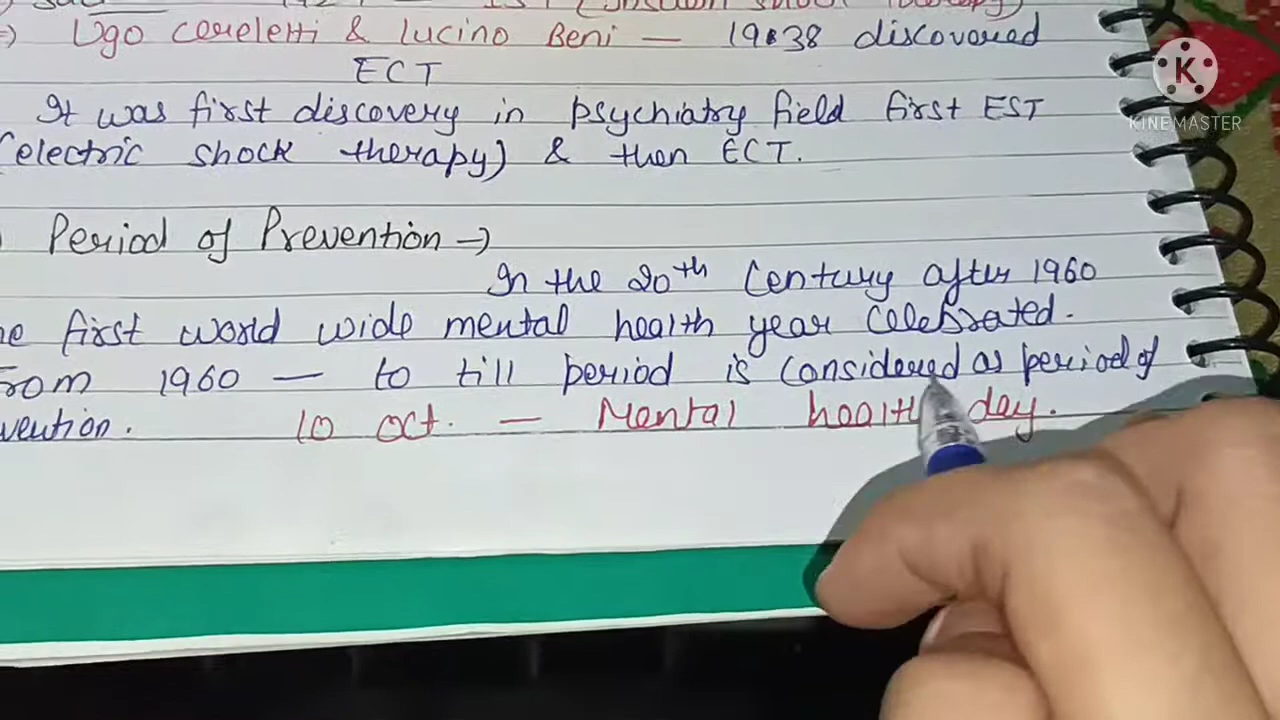 =) Ugo cereletti & Lucino Beni — 1938 discovered
ECT
It was first discovery in psychiatry field first EST
(electric shock therapy) & then ECT.
Period of Prevention →
In the 20th Century after 1960
first world wide mental health year celebrated.
1960 — to till period is considered as period of
vention. 10 oct. — Mental health day.
K
KINEMASTER